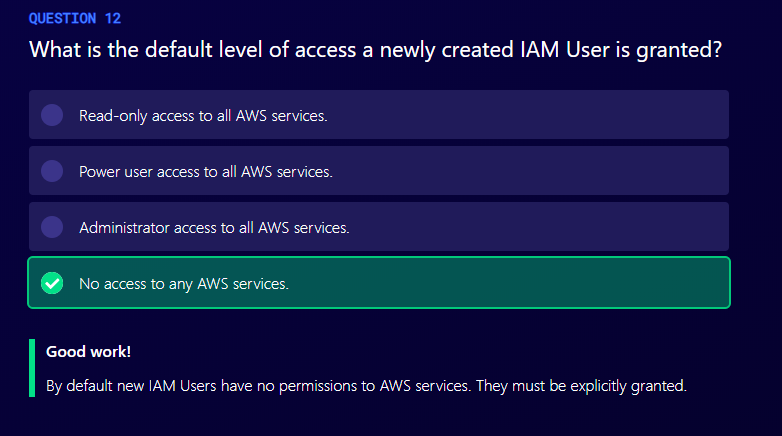 QUESTION 12
What is the default level of access a newly created IAM User is granted?
Read-only access to all AWS services.
Power user access to all AWS services.
Administrator access to all AWS services.
No access to any AWS services.
Good work!
By default new IAM Users have no permissions to AWS services. They must be explicitly granted.